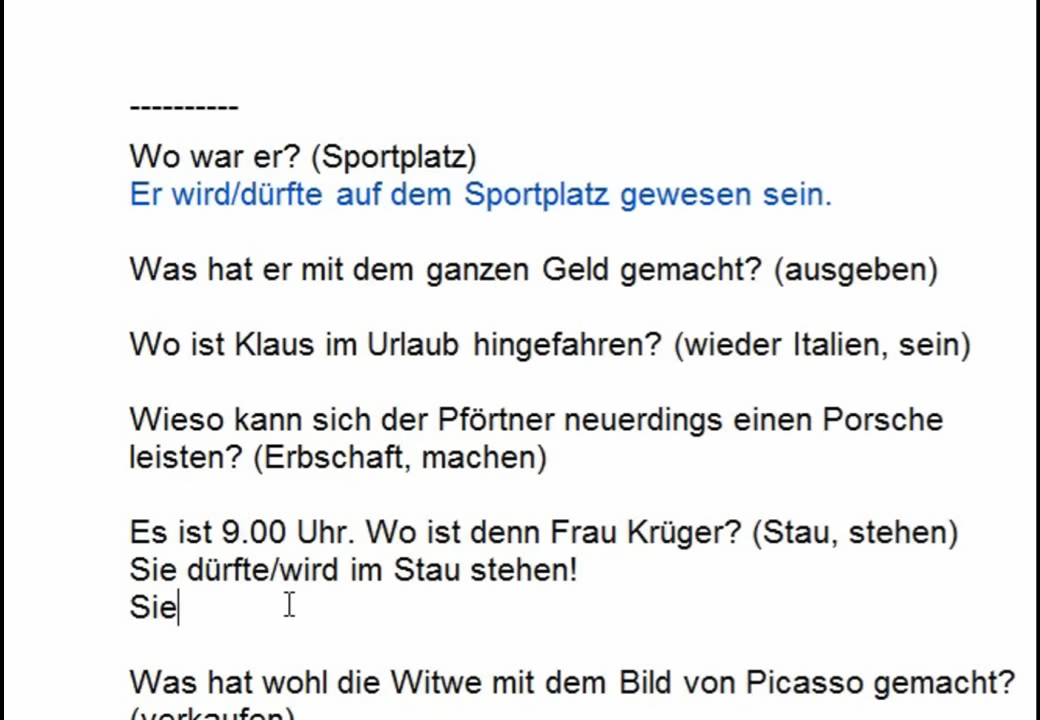 ----------
Wo war er? (Sportplatz)
Er wird/dürfte auf dem Sportplatz gewesen sein.
Was hat er mit dem ganzen Geld gemacht? (ausgeben)
Wo ist Klaus im Urlaub hingefahren? (wieder Italien, sein)
Wieso kann sich der Pförtner neuerdings einen Porsche
leisten? (Erbschaft, machen)
Es ist 9.00 Uhr. Wo ist denn Frau Krüger? (Stau, stehen)
Sie dürfte/wird im Stau stehen!
Sie
Was hat wohl die Witwe mit dem Bild von Picasso gemacht?
(verkaufen)